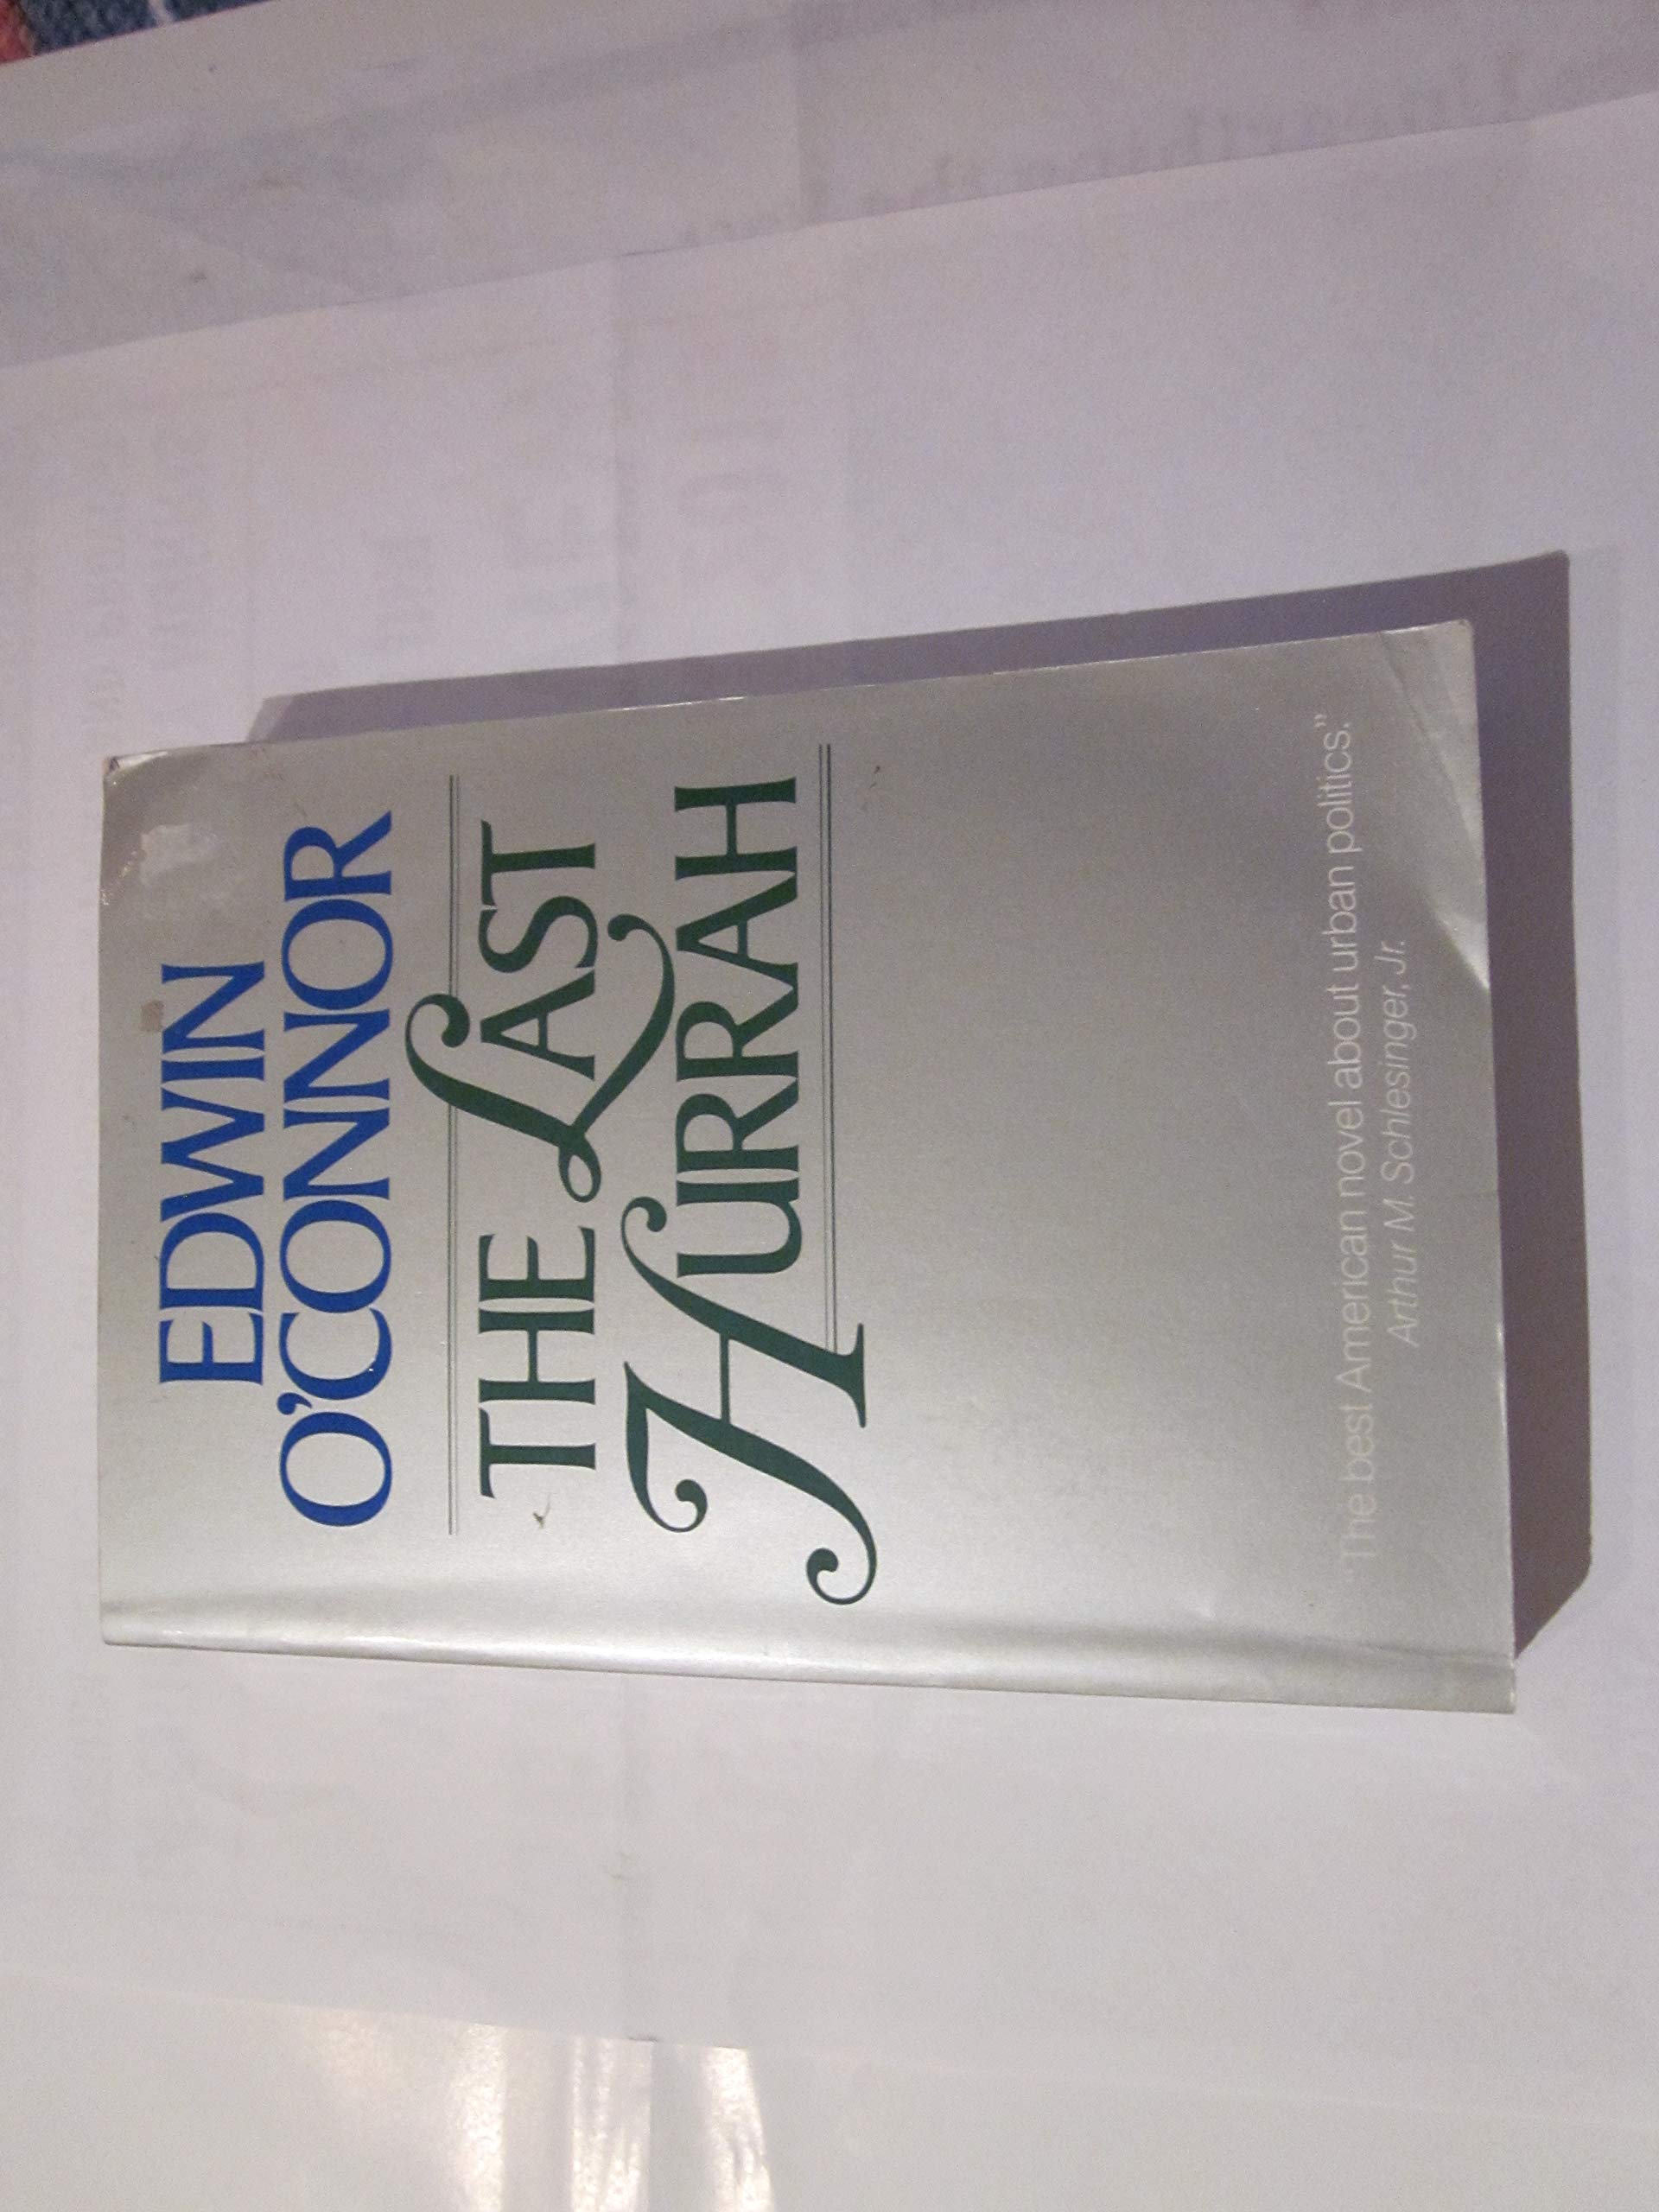 EDWIN
O'CONNOR
THE LAST
HURRAH
"The best American novel about urban politics."
Arthur M. Schlesinger, Jr.